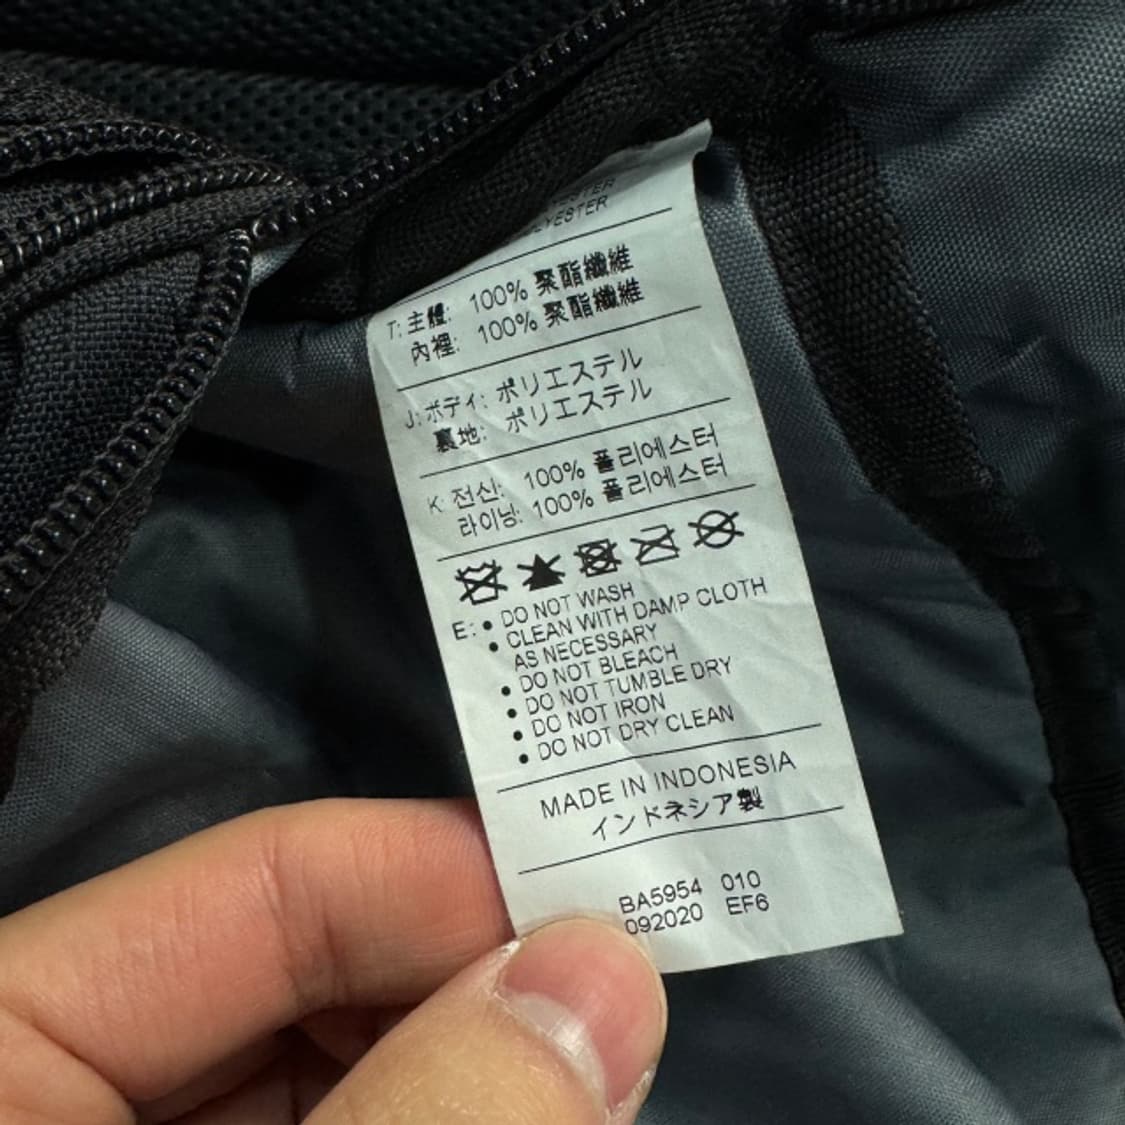 POLYESTER
T: 主體: 100% 聚酯纖維
內裡: 100% 聚酯纖維
J: ボディ: ポリエステル
裏地: ポリエステル
K: 전신: 100% 폴리에스터
라이닝: 100% 폴리에스터
E: • DO NOT WASH
• CLEAN WITH DAMP CLOTH
AS NECESSARY
• DO NOT BLEACH
• DO NOT TUMBLE DRY
• DO NOT IRON
• DO NOT DRY CLEAN
MADE IN INDONESIA
インドネシア製
BA5954 010
092020 EF6